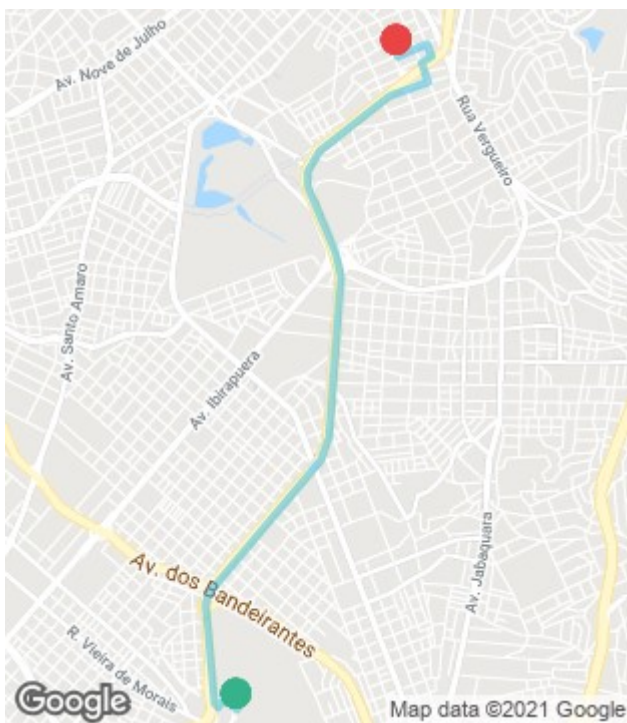 Av. Nove de Julho
Rua Vergueiro
Av. Santo Amaro
Av. Ibirapuera
Av. Jabaquara
Av. dos Bandeirantes
R. Vieira de Morais
Google
Map data ©2021 Google